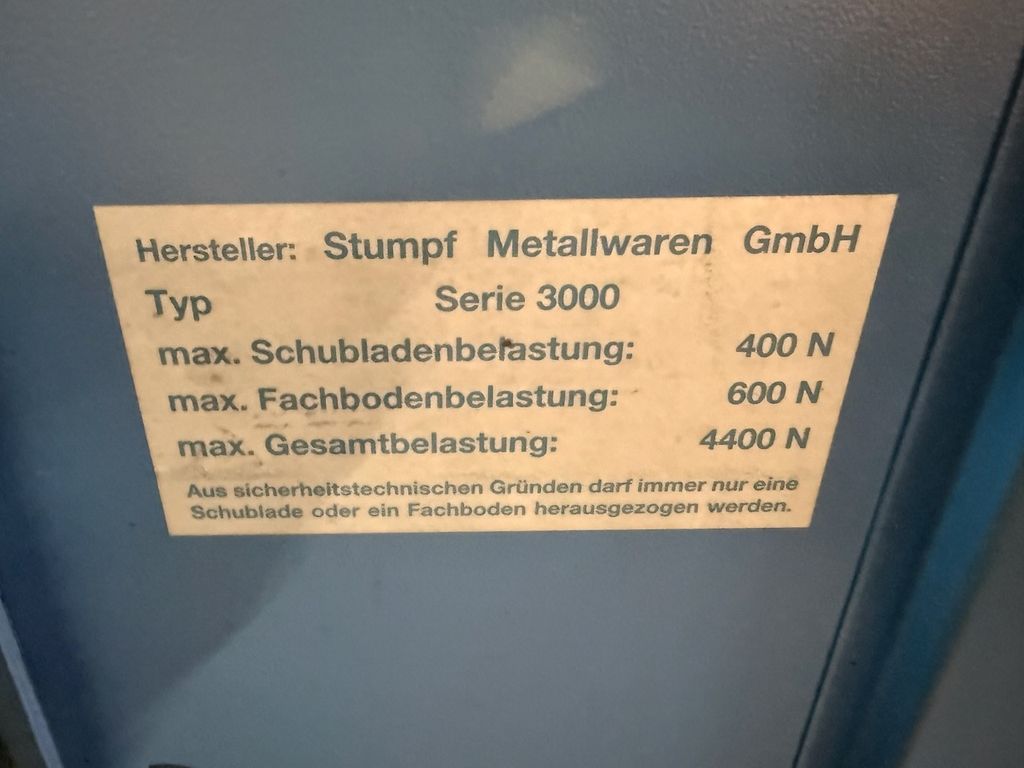 Hersteller: Stumpf Metallwaren GmbH
Typ Serie 3000
max. Schubladenbelastung: 400 N
max. Fachbodenbelastung: 600 N
max. Gesamtbelastung: 4400 N
Aus sicherheitstechnischen Gründen darf immer nur eine
Schublade oder ein Fachboden herausgezogen werden.